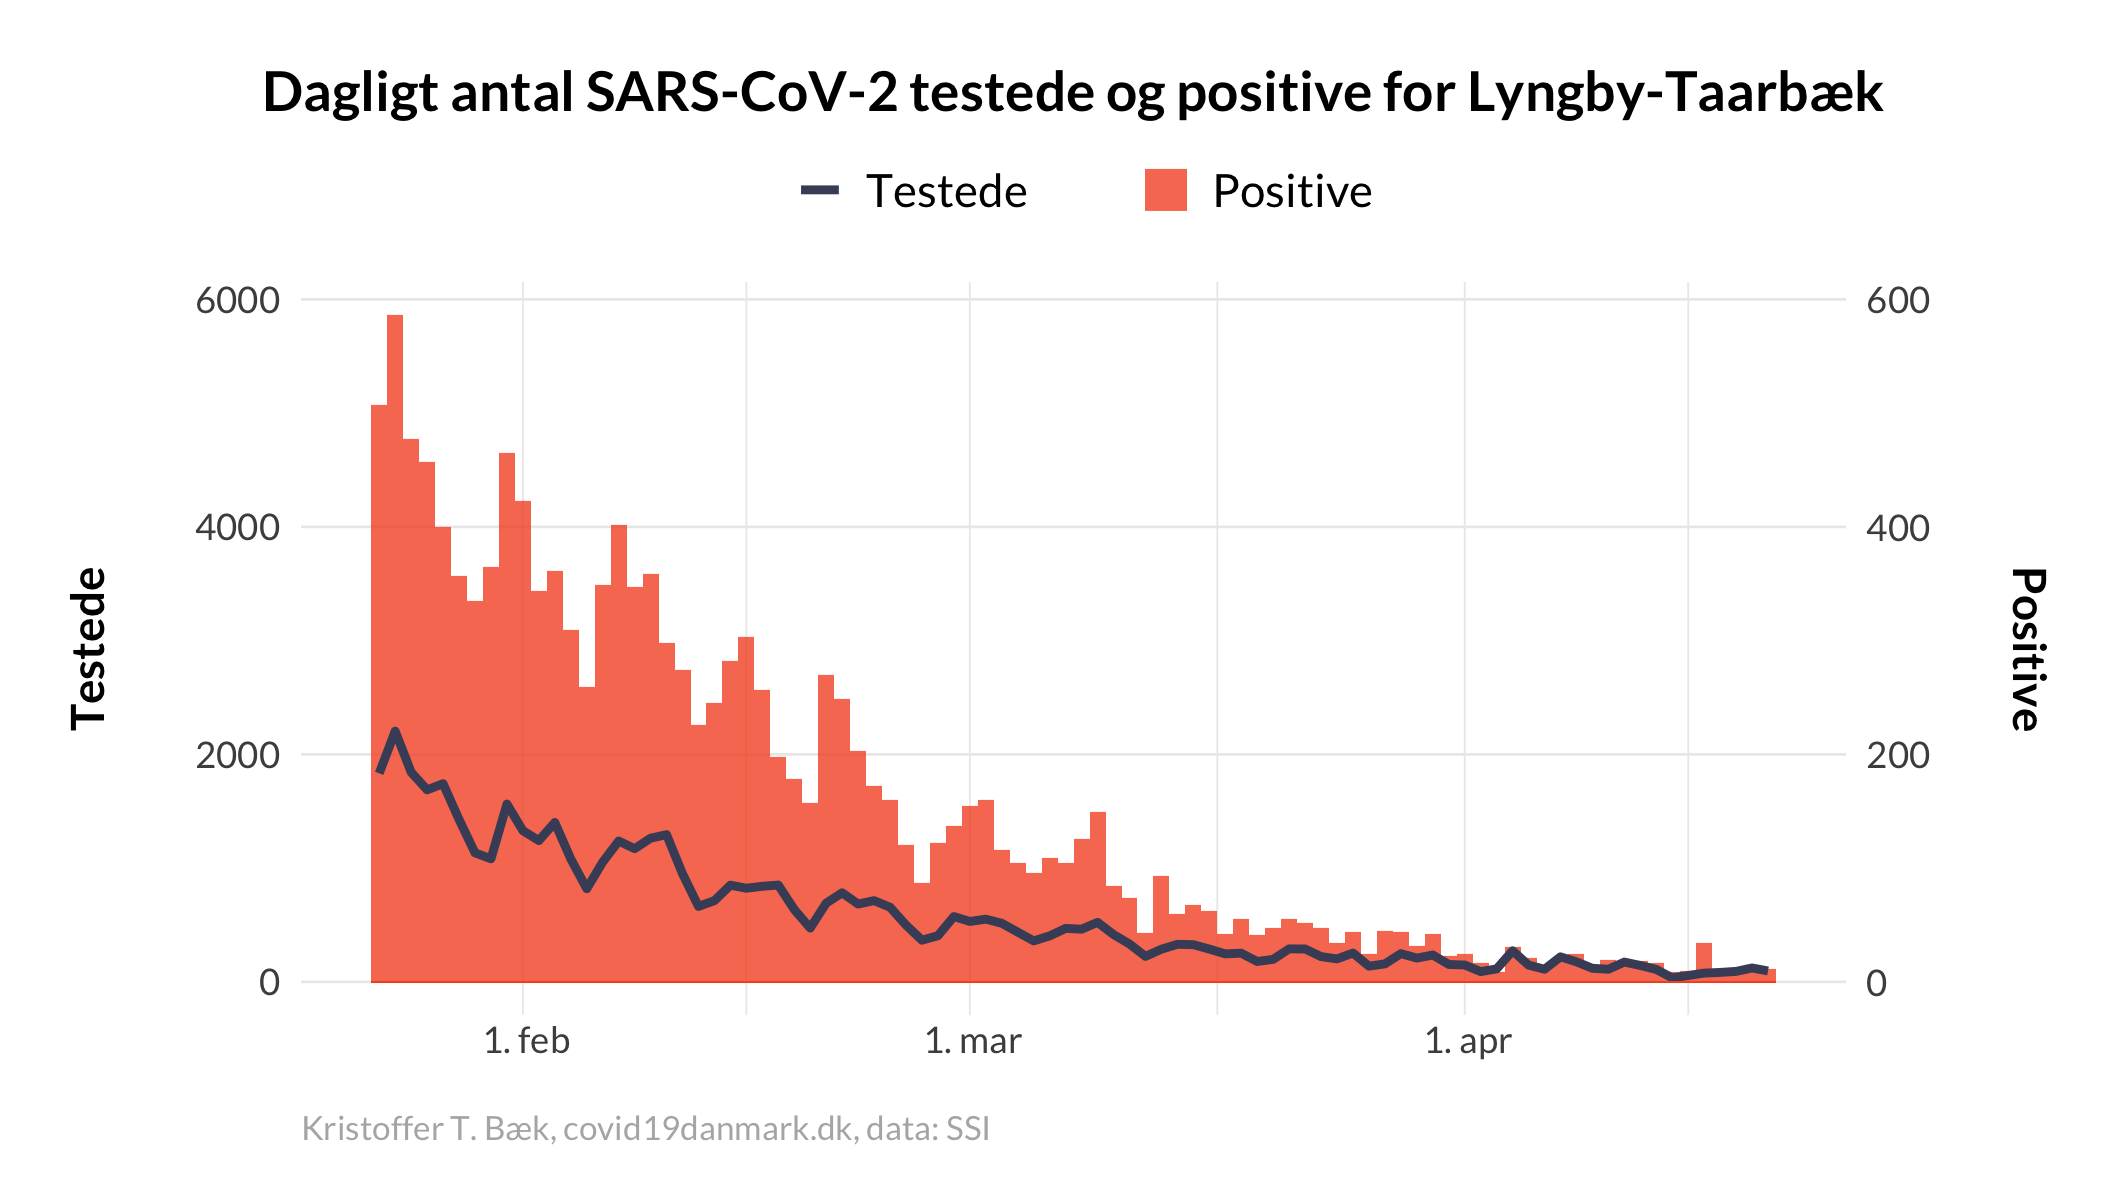 Dagligt antal SARS-CoV-2 testede og positive for Lyngby-Taarbæk
Testede
Positive
6000
4000
2000
0
Testede
600
400
200
0
Positive
1. feb
1. mar
1. apr
Kristoffer T. Bæk, covid19danmark.dk, data: SSI